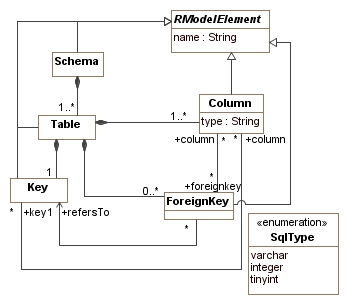 RModelElement
name : String
Schema
1..*
Column
type : String
Table
1..*
+column
*
*
+column
1
0..*
+foreignkey
Key
ForeignKey
*
+key1
+refersTo
*
*
«enumeration»
SqlType
varchar
integer
tinyint